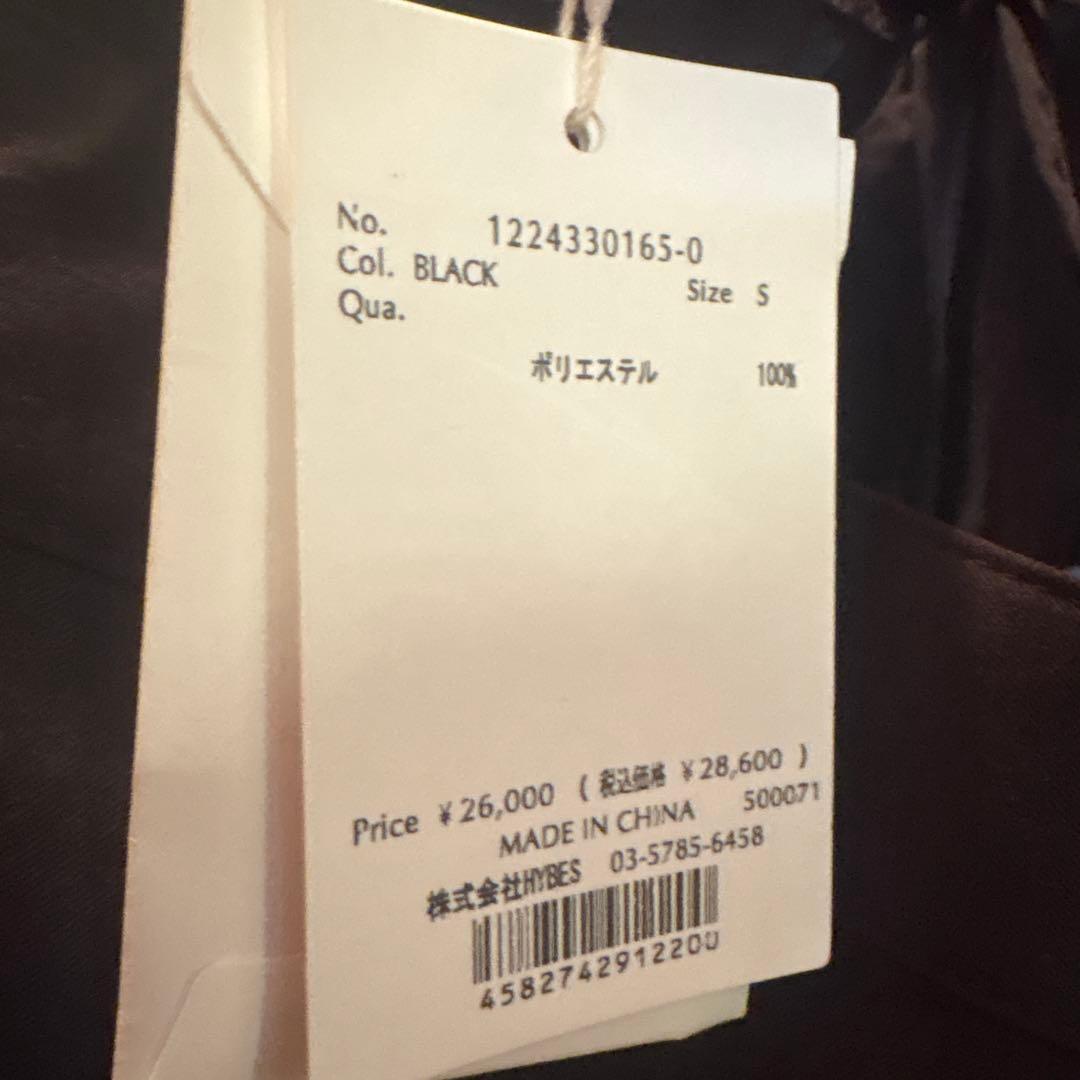 No. 1224330165-0
Col. BLACK Size S
Qua.
ポリエステル 100%
Price ¥26,000 ( 税込価格 ¥28,600 )
MADE IN CHINA 500071
株式会社HYBES 03-5785-6458
4582742912200